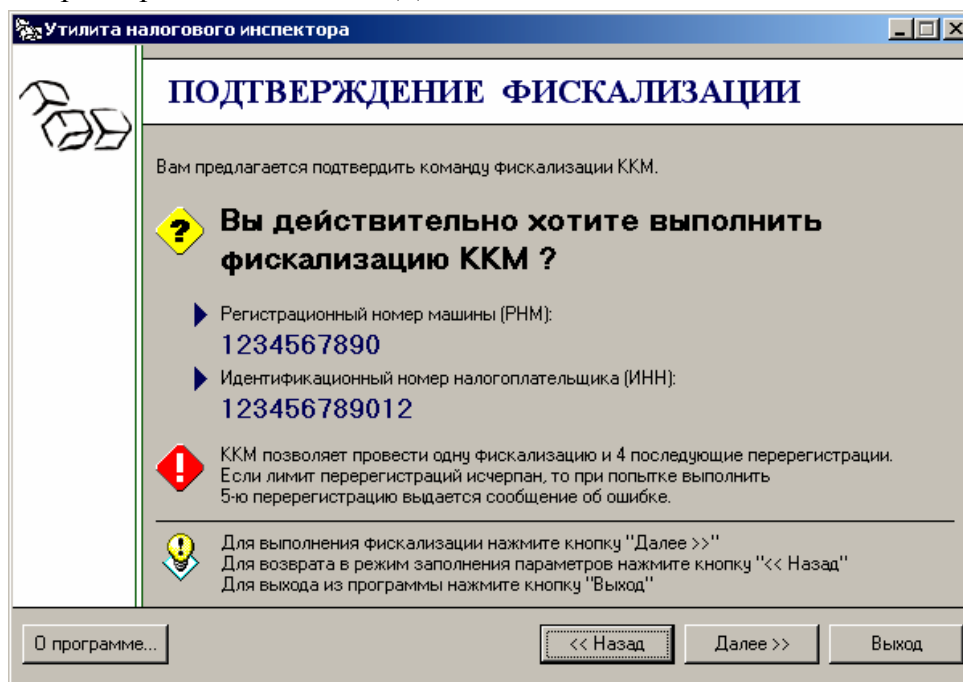 Утилита налогового инспектора
ПОДТВЕРЖДЕНИЕ ФИСКАЛИЗАЦИИ
Вам предлагается подтвердить команду фискализации ККМ.
Вы действительно хотите выполнить
фискализацию ККМ ?
Регистрационный номер машины (РНМ):
1234567890
Идентификационный номер налогоплательщика (ИНН):
123456789012
ККМ позволяет провести одну фискализацию и 4 последующие перерегистрации.
Если лимит перерегистраций исчерпан, то при попытке выполнить
5-ю перерегистрацию выдается сообщение об ошибке.
Для выполнения фискализации нажмите кнопку "Далее >>"
Для возврата в режим заполнения параметров нажмите кнопку "<< Назад"
Для выхода из программы нажмите кнопку "Выход"
О программе...
<< Назад
Далее >>
Выход